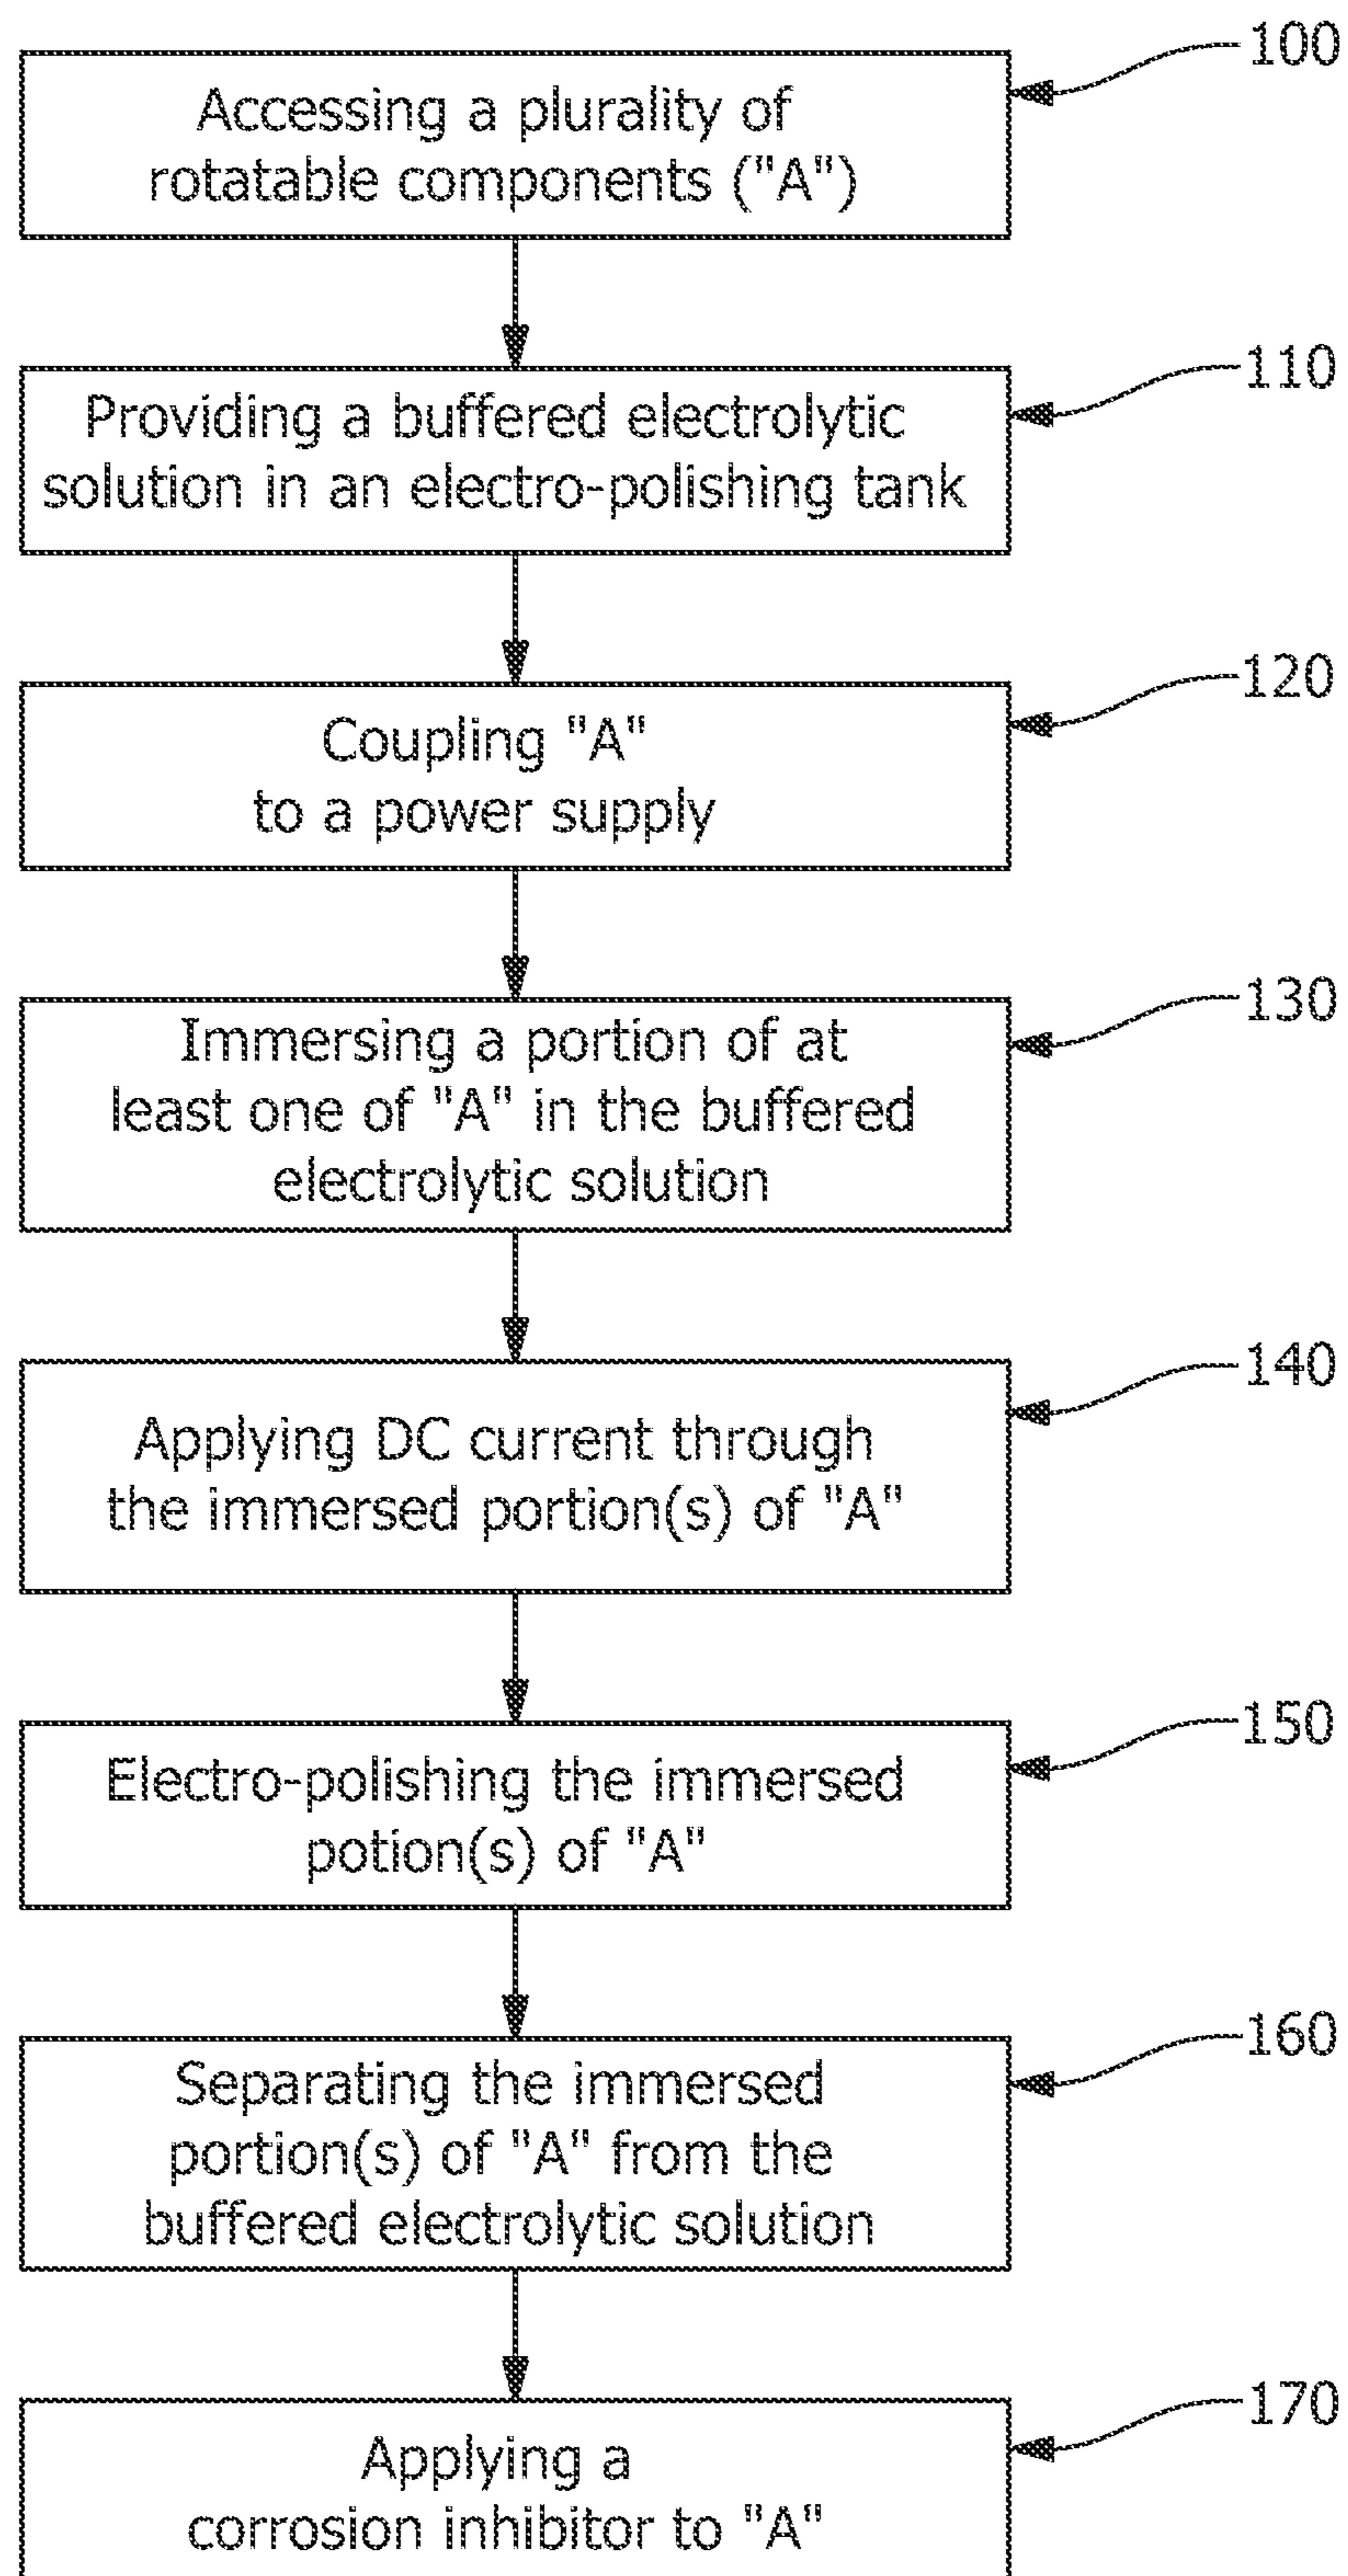 100
Accessing a plurality of
rotatable components ("A")
110
Providing a buffered electrolytic
solution in an electro-polishing tank
120
Coupling "A"
to a power supply
130
Immersing a portion of at
least one of "A" in the buffered
electrolytic solution
140
Applying DC current through
the immersed portion(s) of "A"
150
Electro-polishing the immersed
potion(s) of "A"
160
Separating the immersed
portion(s) of "A" from the
buffered electrolytic solution
170
Applying a
corrosion inhibitor to "A"